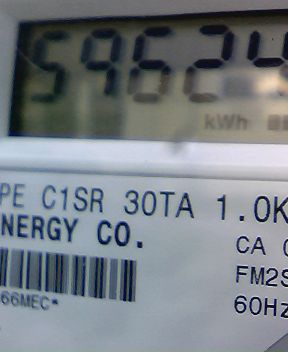 59624
kWh
PE C1SR 30TA 1.0K
NERGY CO.
CA
FM2S
66MEC*
60Hz